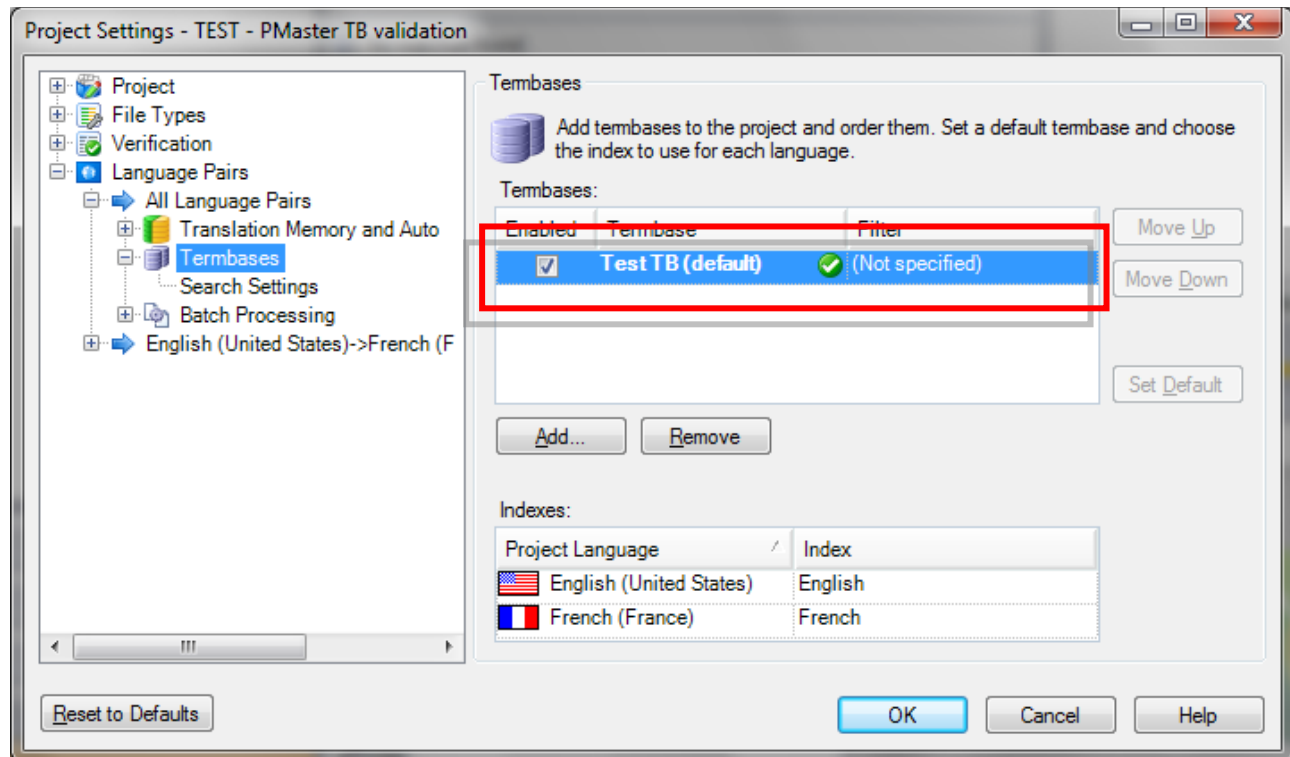 Project Settings - TEST - PMaster TB validation
Project
File Types
Verification
Language Pairs
All Language Pairs
Translation Memory and Auto
Termbases
Search Settings
Batch Processing
English (United States)->French (F
Termbases
Add termbases to the project and order them. Set a default termbase and choose
the index to use for each language.
Termbases:
Enabled Termbase Filter
Test TB (default) (Not specified)
Move Up
Move Down
Set Default
Add... Remove
Indexes:
Project Language Index
English (United States) English
French (France) French
Reset to Defaults OK Cancel Help